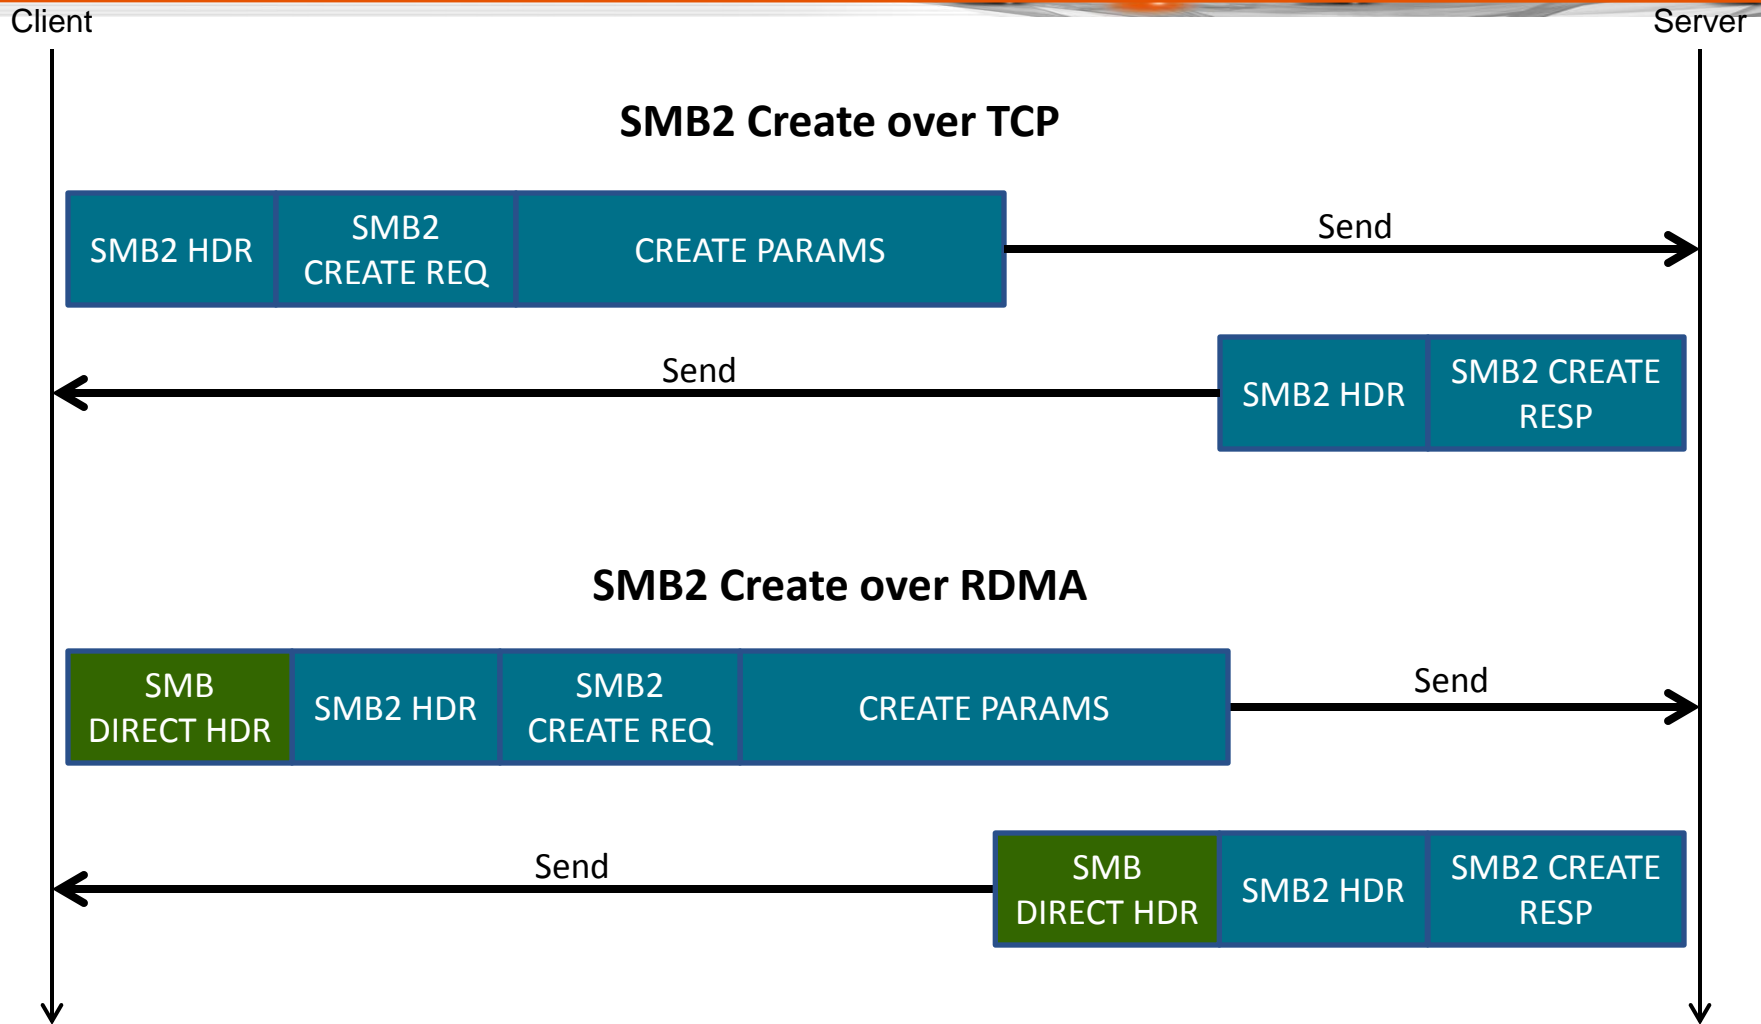 Client
Server
SMB2 Create over TCP
SMB2 HDR
SMB2
CREATE REQ
CREATE PARAMS
Send
Send
SMB2 HDR
SMB2 CREATE
RESP
SMB2 Create over RDMA
SMB
DIRECT HDR
SMB2 HDR
SMB2
CREATE REQ
CREATE PARAMS
Send
Send
SMB
DIRECT HDR
SMB2 HDR
SMB2 CREATE
RESP